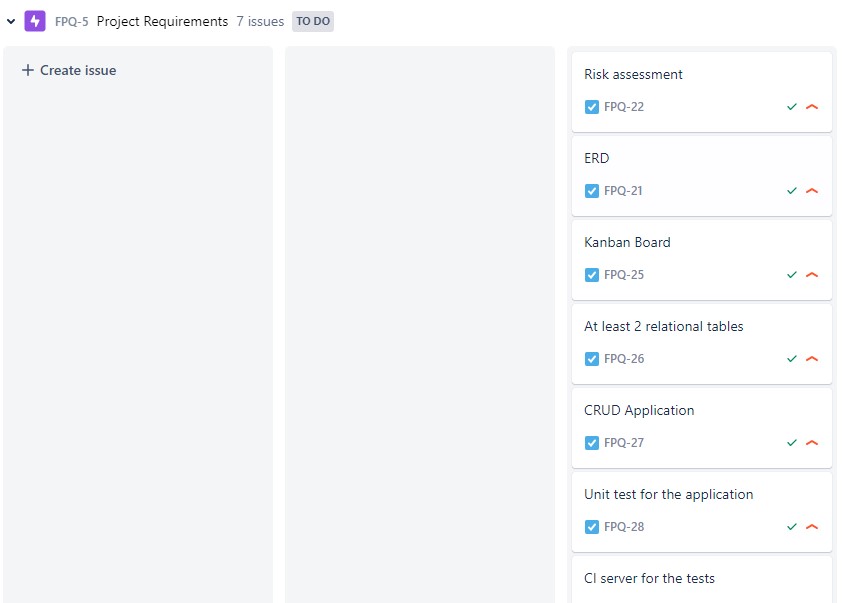 FPQ-5 Project Requirements 7 issues TO DO
+ Create issue
Risk assessment
FPQ-22
ERD
FPQ-21
Kanban Board
FPQ-25
At least 2 relational tables
FPQ-26
CRUD Application
FPQ-27
Unit test for the application
FPQ-28
CI server for the tests